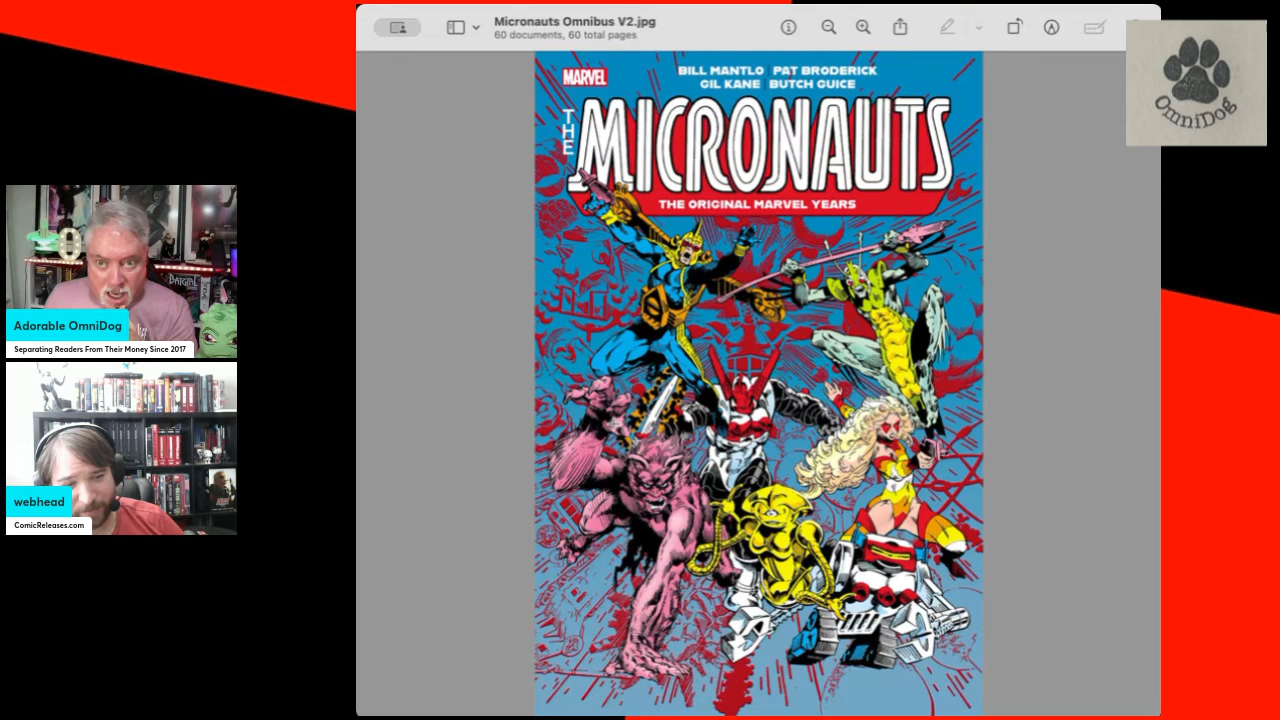 Micronauts Omnibus V2.jpg
60 documents, 60 total pages
MARVEL
BILL MANTLO PAT BRODERICK
GIL KANE BUTCH GUICE
THE
MICRONAUTS
THE ORIGINAL MARVEL YEARS
OmniDog
BATGIRL
Adorable OmniDog
Separating Readers From Their Money Since 2017
webhead
ComicReleases.com